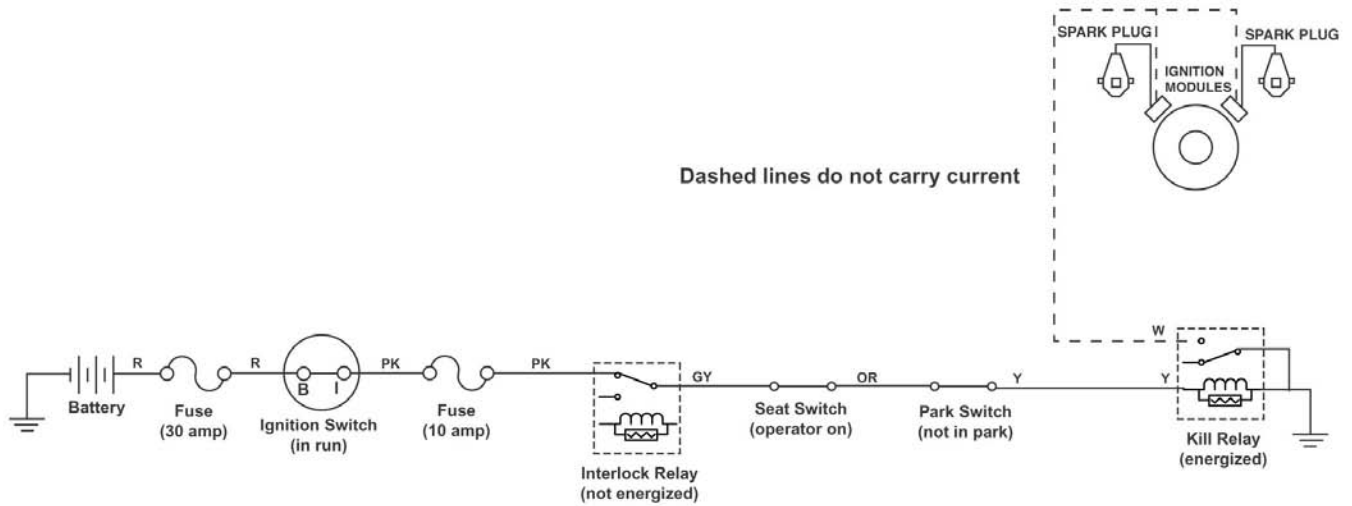 SPARK PLUG
SPARK PLUG
IGNITION
MODULES
Dashed lines do not carry current
W
R
R
PK
PK
GY
OR
Y
Y
B
I
Battery
Fuse
(30 amp)
Ignition Switch
(in run)
Fuse
(10 amp)
Interlock Relay
(not energized)
Seat Switch
(operator on)
Park Switch
(not in park)
Kill Relay
(energized)